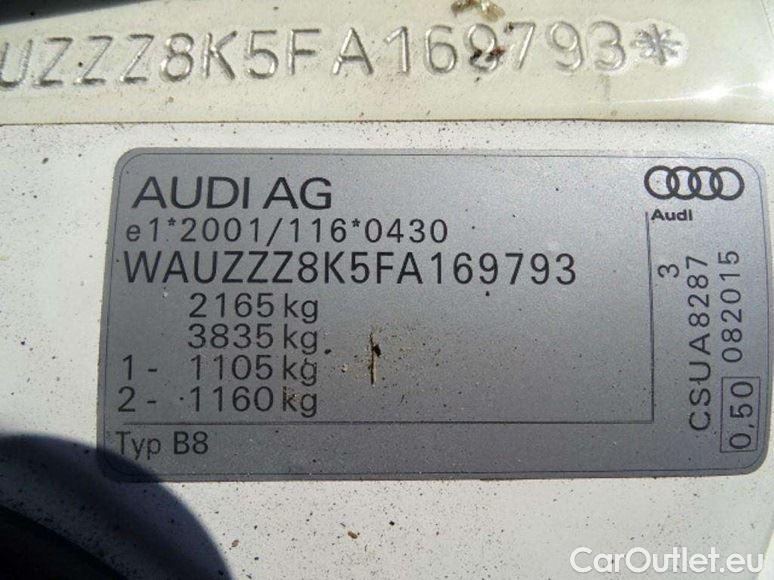 UZZZ8K5FA169793*
AUDI AG
Audi
e1*2001/116*0430
WAUZZZ8K5FA169793
2165 kg
3835 kg
1 - 1105 kg
2 - 1160 kg
Typ B8
CSUA8287 3
0,50 082015
CarOutlet.eu